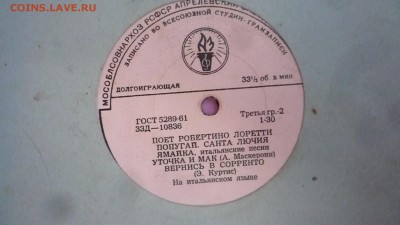 COINS.LAVE.RU
МОСОБЛСОВНАРХОЗ РСФСР АПРЕЛЕВСКИЙ
ЗАПИСАНО ВО ВСЕСОЮЗНОЙ СТУДИИ ГРАМЗАПИСИ
ДОЛГОИГРАЮЩАЯ
33⅓ об. в мин
ГОСТ 5289-61
33Д—10836
Третья гр.-2
1-30
ПОЕТ РОБЕРТИНО ЛОРЕТТИ
ПОПУГАЙ. САНТА ЛЮЧИЯ
ЯМАЙКА, итальянские песни
УТОЧКА И МАК (А. Маскерони)
ВЕРНИСЬ В СОРРЕНТО
(Э. Куртис)
На итальянском языке